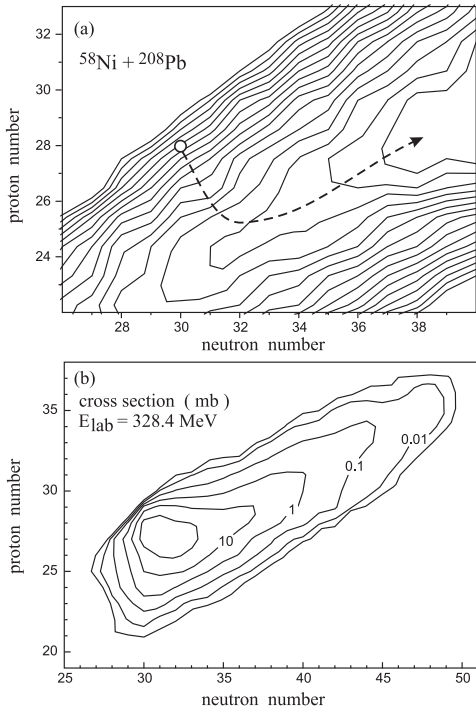 (a)
⁵⁸Ni + ²⁰⁸Pb
32
30
28
26
24
proton number
28 30 32 34 36 38
neutron number
(b)
cross section ( mb )
E_lab = 328.4 MeV
0.01
0.1
1
10
35
30
25
20
proton number
25 30 35 40 45 50
neutron number